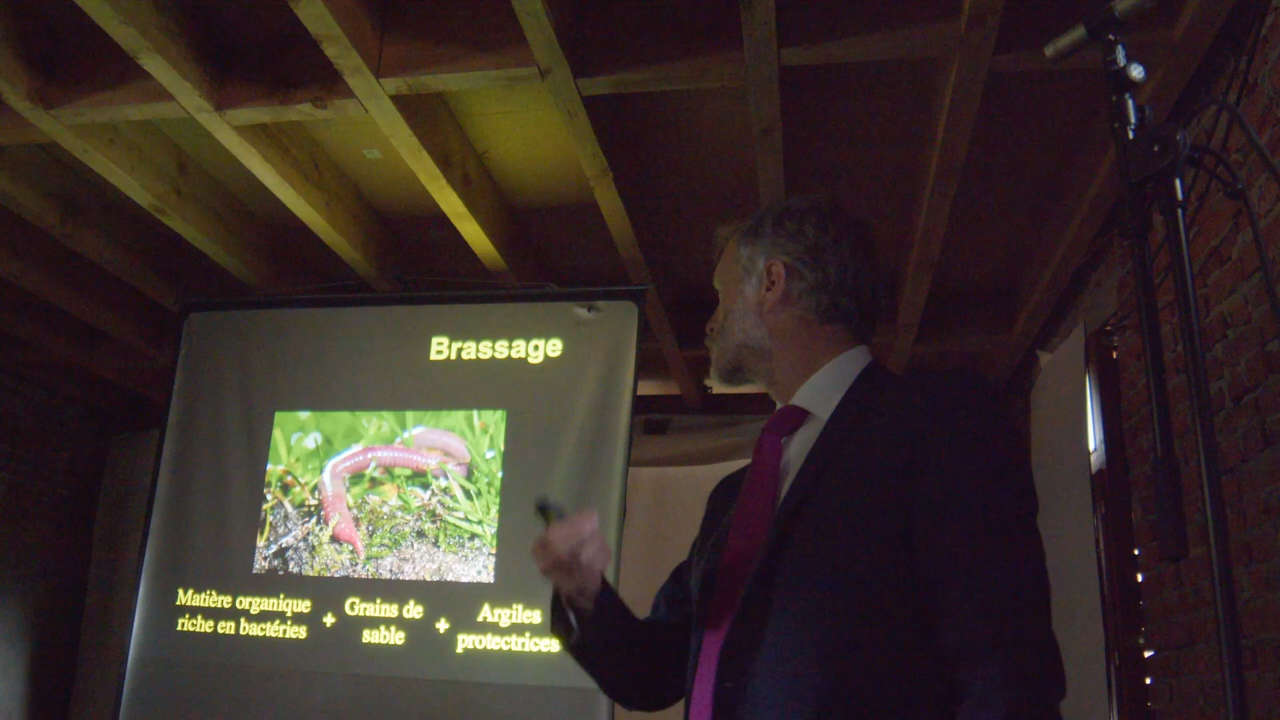 Brassage
Matière organique
riche en bactéries
+
Grains de
sable
+
Argiles
protectrices